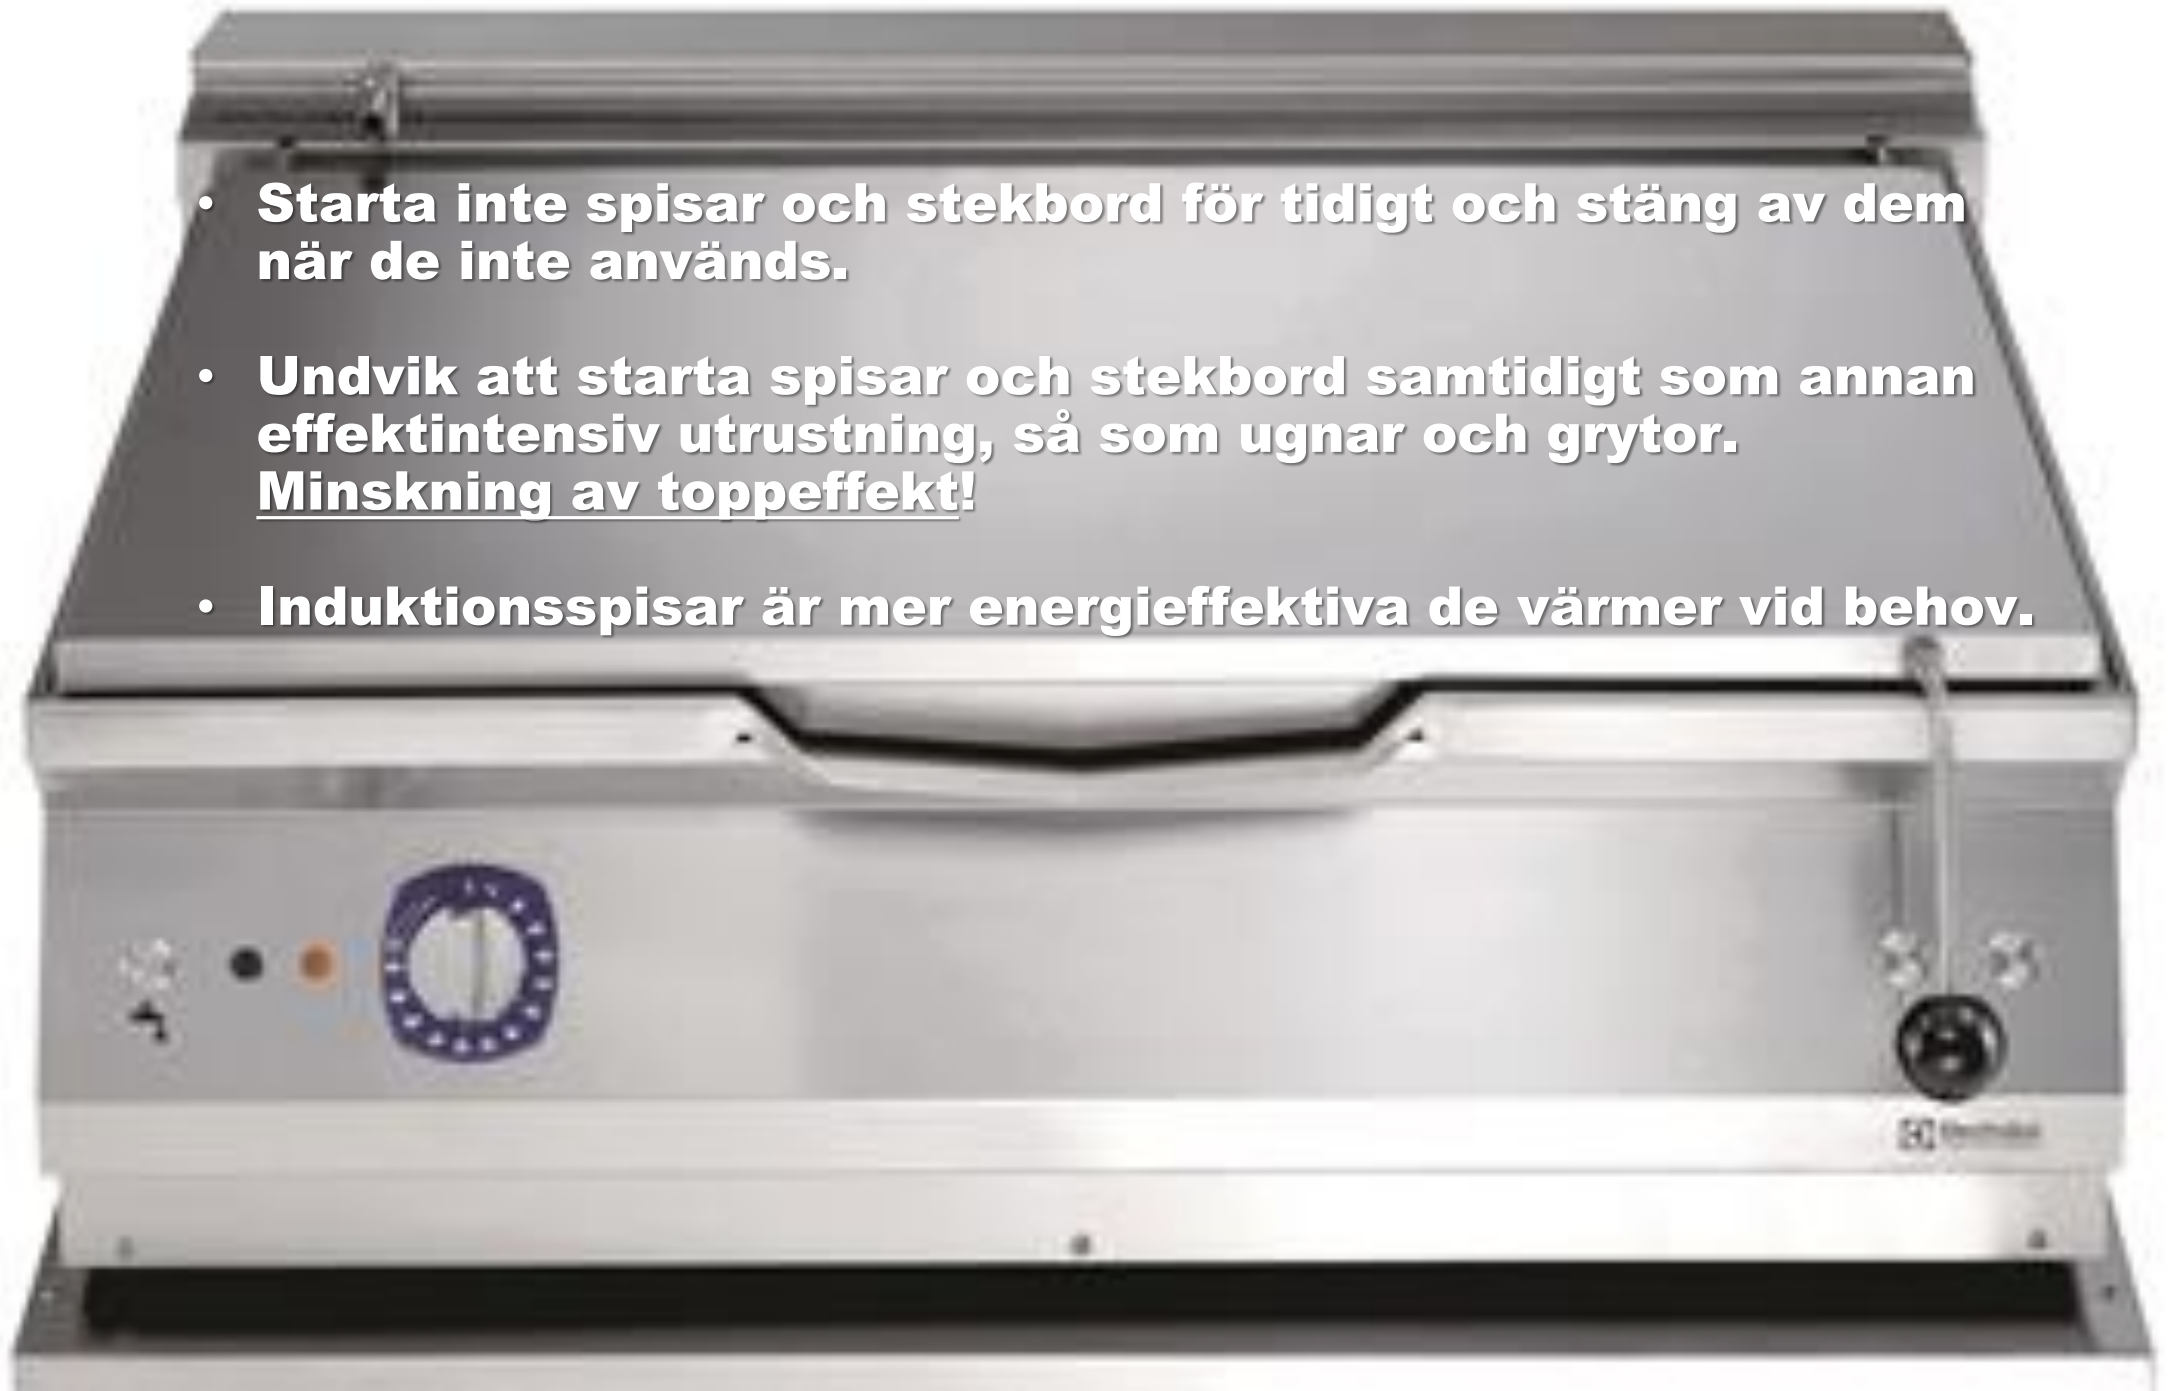 • Starta inte spisar och stekbord för tidigt och stäng av dem
när de inte används.
• Undvik att starta spisar och stekbord samtidigt som annan
effektintensiv utrustning, så som ugnar och grytor.
Minskning av toppeffekt!
• Induktionsspisar är mer energieffektiva de värmer vid behov.